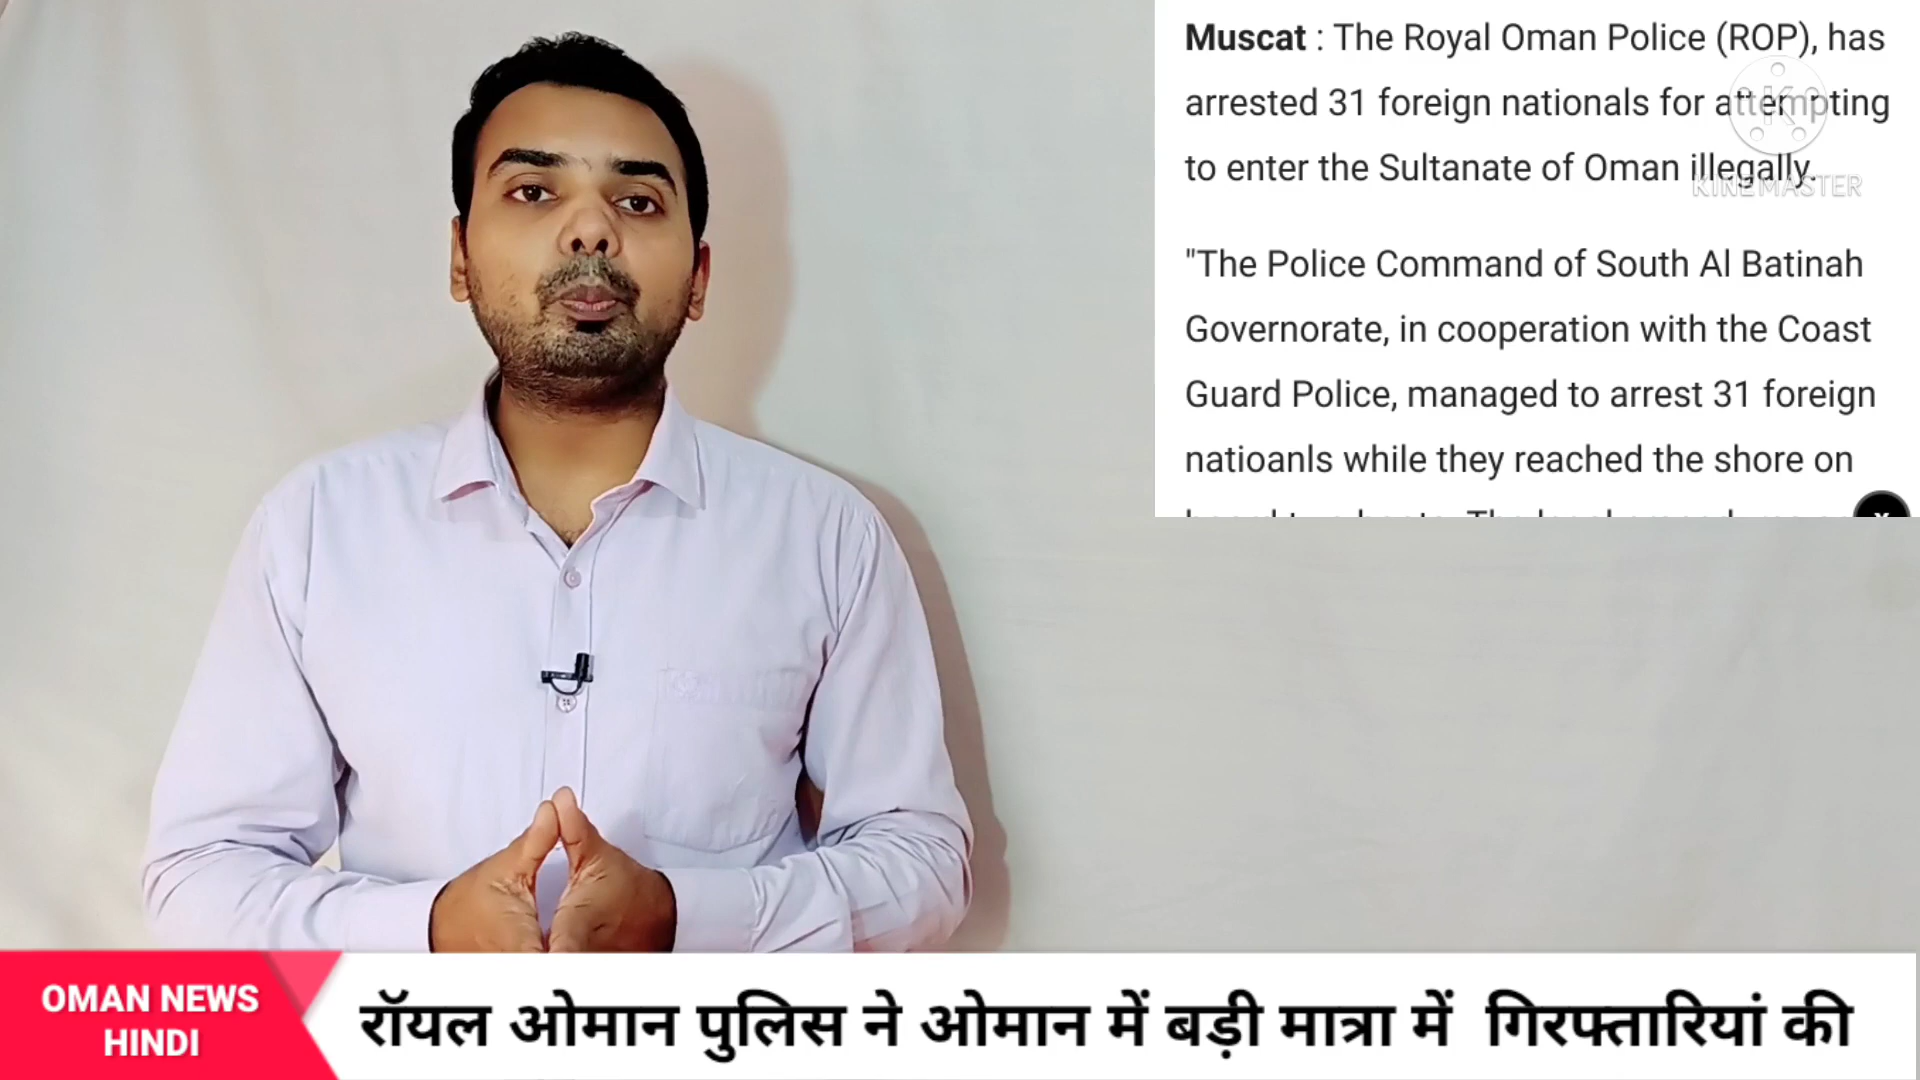 Muscat : The Royal Oman Police (ROP), has
arrested 31 foreign nationals for attempting
to enter the Sultanate of Oman illegally.
KINEMASTER
"The Police Command of South Al Batinah
Governorate, in cooperation with the Coast
Guard Police, managed to arrest 31 foreign
natioanls while they reached the shore on
OMAN NEWS
HINDI
रॉयल ओमान पुलिस ने ओमान में बड़ी मात्रा में गिरफ्तारियां की